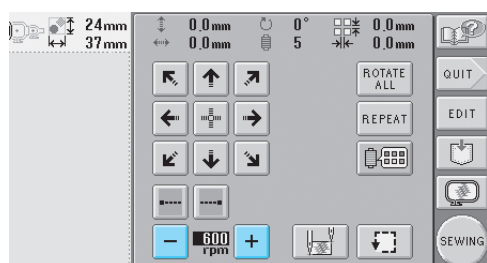 24mm 0.0mm 0° 0.0mm
37mm 0.0mm 5 0.0mm
ROTATE
ALL
QUIT
REPEAT
EDIT
600
rpm
SEWING